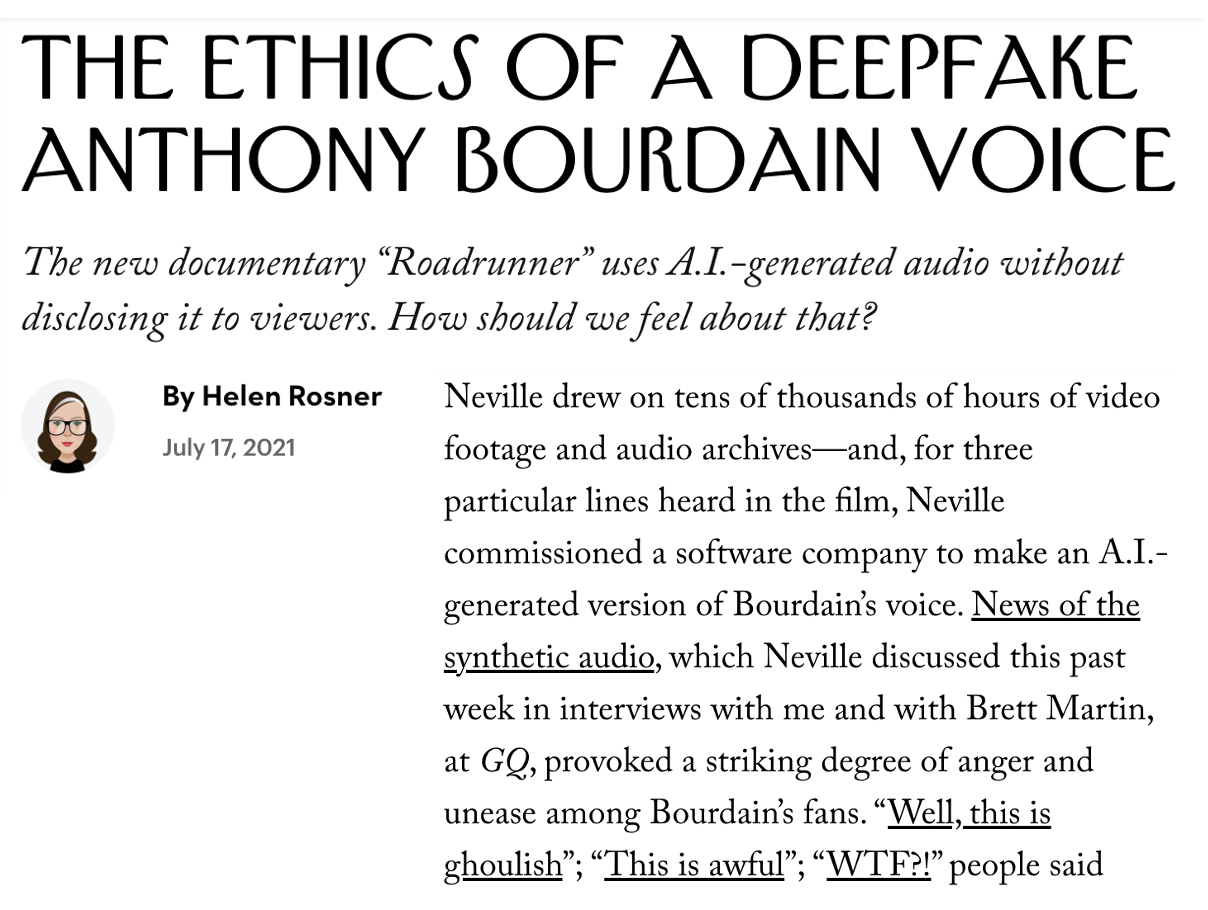 THE ETHICS OF A DEEPFAKE
ANTHONY BOURDAIN VOICE
The new documentary “Roadrunner” uses A.I.-generated audio without
disclosing it to viewers. How should we feel about that?
By Helen Rosner
July 17, 2021
Neville drew on tens of thousands of hours of video
footage and audio archives—and, for three
particular lines heard in the film, Neville
commissioned a software company to make an A.I.-
generated version of Bourdain’s voice. News of the
synthetic audio, which Neville discussed this past
week in interviews with me and with Brett Martin,
at GQ, provoked a striking degree of anger and
unease among Bourdain’s fans. “Well, this is
ghoulish”; “This is awful”; “WTF?!” people said